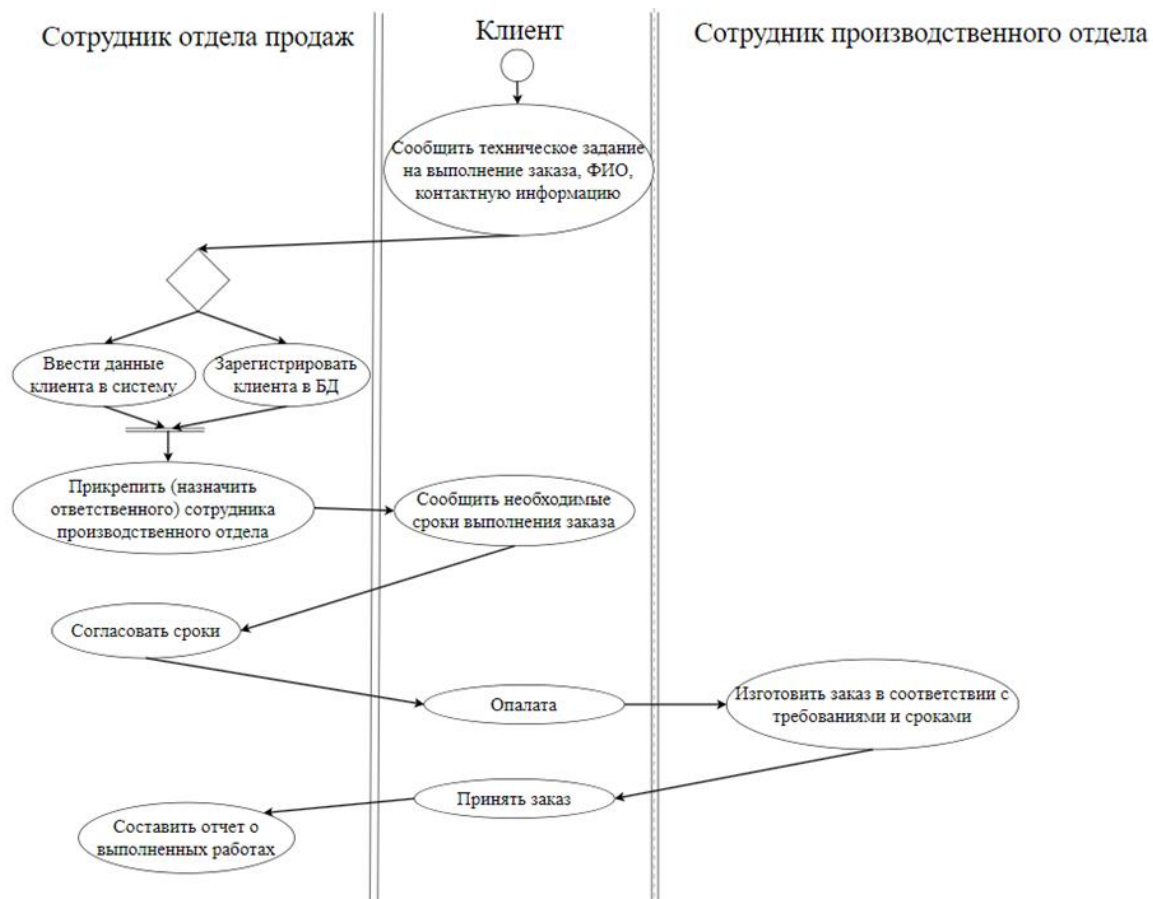 Сотрудник отдела продаж
Клиент
Сотрудник производственного отдела
Сообщить техническое задание
на выполнение заказа, ФИО,
контактную информацию
Ввести данные
клиента в систему
Зарегистрировать
клиента в БД
Прикрепить (назначить
ответственного) сотрудника
производственного отдела
Сообщить необходимые
сроки выполнения заказа
Согласовать сроки
Опалата
Изготовить заказ в соответствии с
требованиями и сроками
Принять заказ
Составить отчет о
выполненных работах